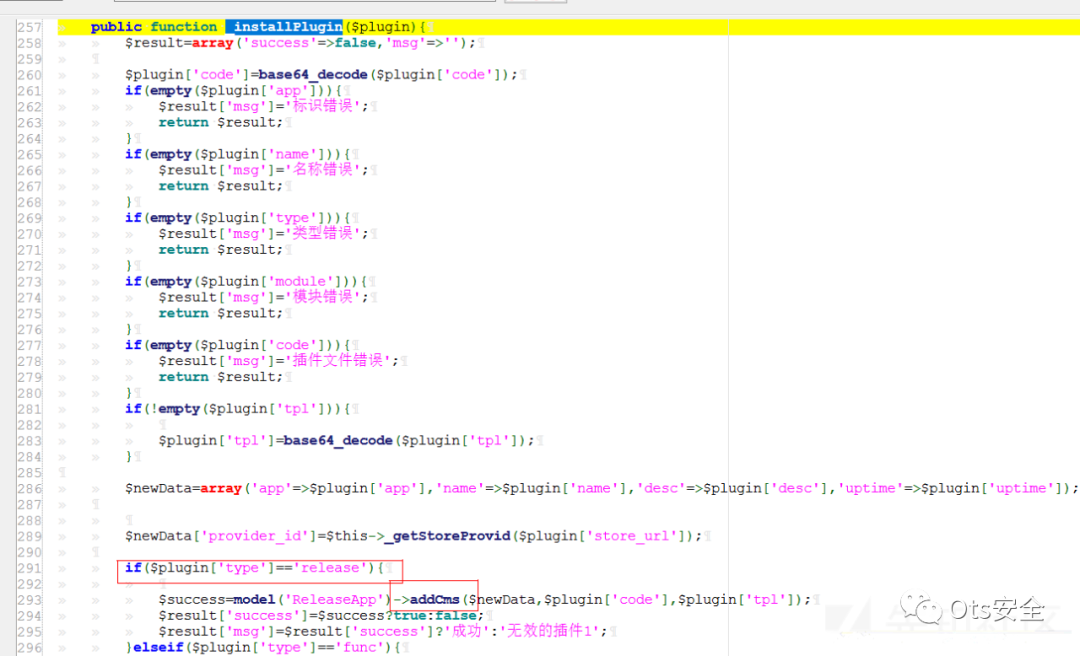 257 public function _installPlugin($plugin){
258 $result=array('success'=>false,'msg'=>'');
259
260 $plugin['code']=base64_decode($plugin['code']);
261 if(empty($plugin['app'])){
262 $result['msg']='标识错误';
263 return $result;
264 }
265 if(empty($plugin['name'])){
266 $result['msg']='名称错误';
267 return $result;
268 }
269 if(empty($plugin['type'])){
270 $result['msg']='类型错误';
271 return $result;
272 }
273 if(empty($plugin['module'])){
274 $result['msg']='模块错误';
275 return $result;
276 }
277 if(empty($plugin['code'])){
278 $result['msg']='插件文件错误';
279 return $result;
280 }
281 if(!empty($plugin['tpl'])){
282
283 $plugin['tpl']=base64_decode($plugin['tpl']);
284 }
285
286 $newData=array('app'=>$plugin['app'],'name'=>$plugin['name'],'desc'=>$plugin['desc'],'uptime'=>$plugin['uptime']);
287
288
289 $newData['provider_id']=$this->_getStoreProvid($plugin['store_url']);
290
291 if($plugin['type']=='release'){
292
293 $success=model('ReleaseApp')->addCms($newData,$plugin['code'],$plugin['tpl']);
294 $result['success']=$success?true:false;
295 $result['msg']=$result['success']?'成功':'无效的插件1';
296 }elseif($plugin['type']=='func'){
Ots安全